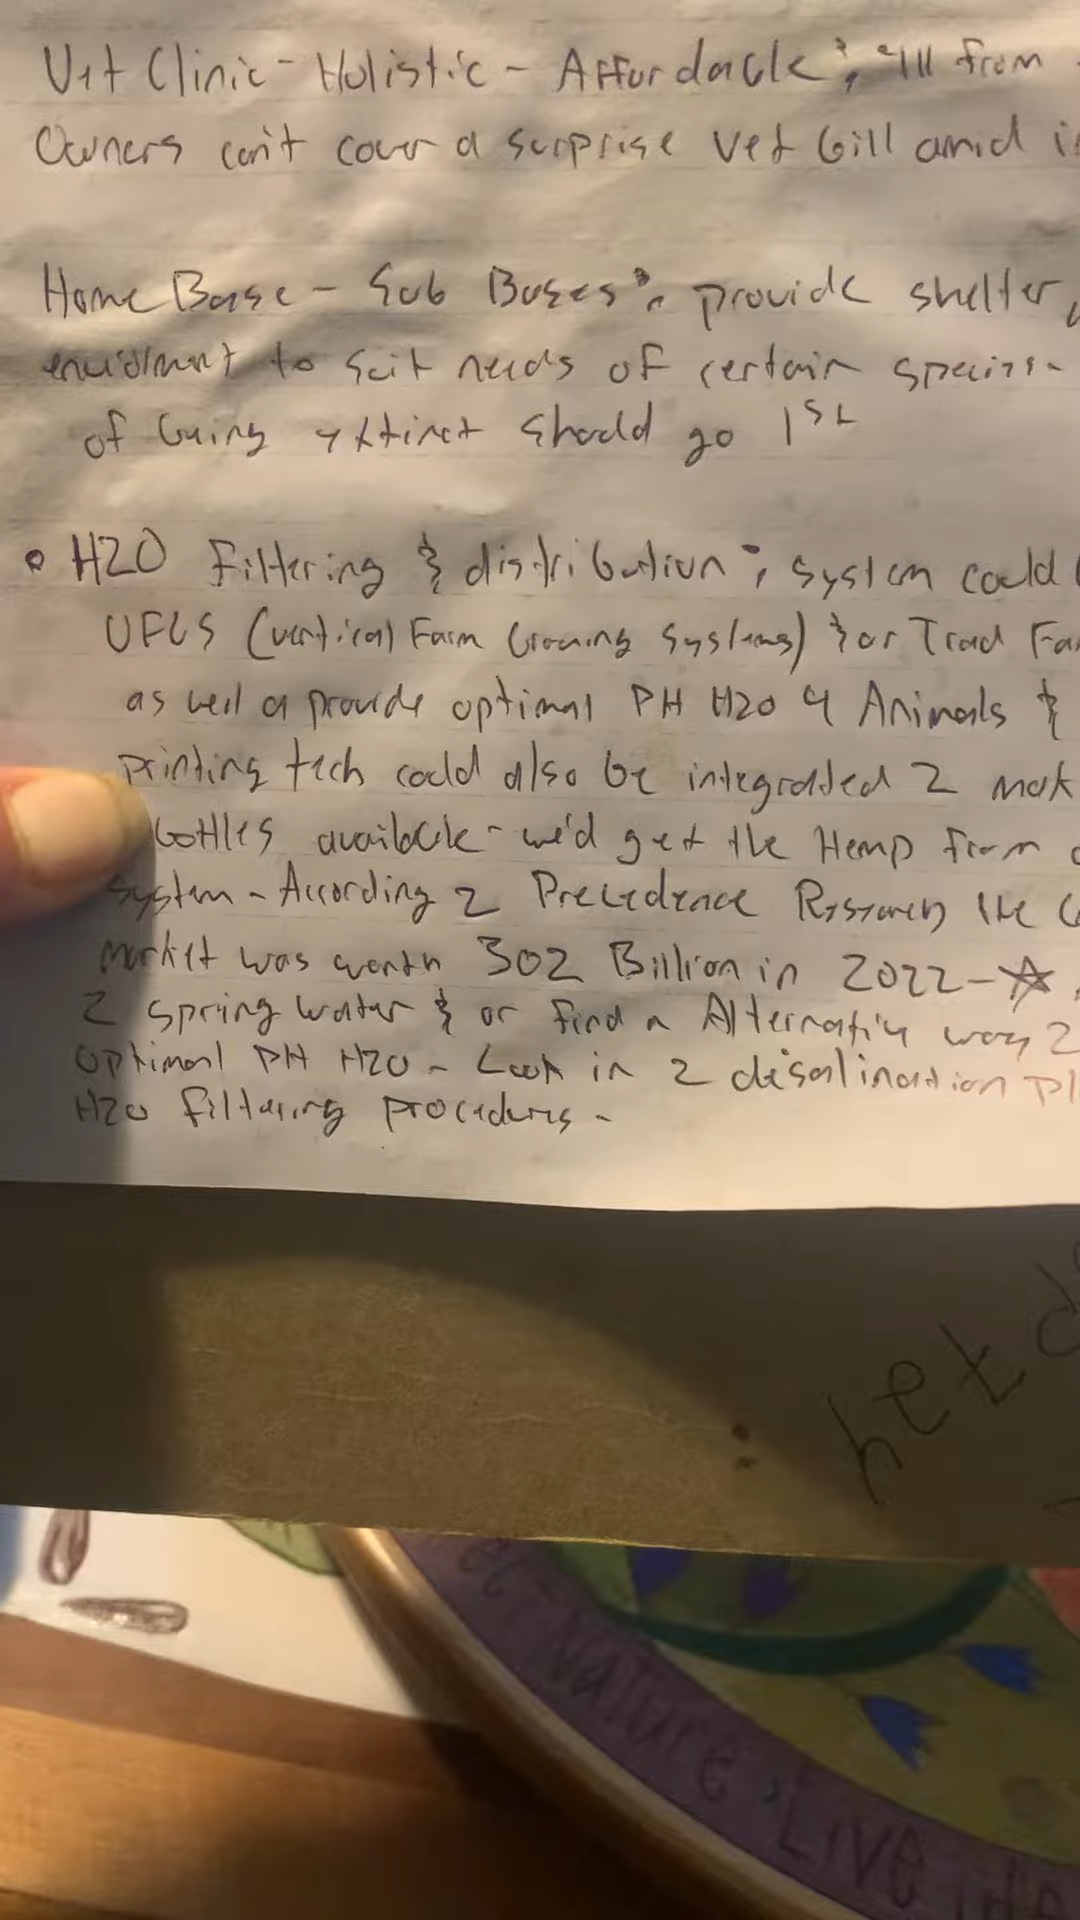 Vet Clinic - Holistic - Affordable; "III from
Owners can't cover a surprise vet bill amid
Home Base - Sub Bases; provide shelter,
enviorment to suit needs of certain species -
of being extinct should go 1st
• H2O Filtering & distribution; system could
VFGS (vertical Farm Growing Systems) & or Trad
as well a provide optimal PH H2O 4 Animals &
printing tech could also be integrated 2
bottles available - we'd get the Hemp from
system - According 2 Precedence Research the
market was worth 302 Billion in 2022 - ☆
2 spring water & or find a Alternative way 2
optimal PH H2O - Look in 2 desalination
H2O filtering procedures -
het
Nature • Live